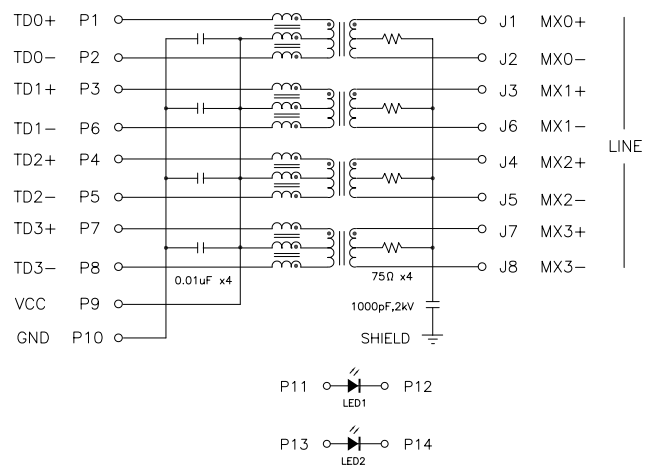 TD0+ P1 J1 MX0+
TD0- P2 J2 MX0-
TD1+ P3 J3 MX1+
TD1- P6 J6 MX1-
LINE
TD2+ P4 J4 MX2+
TD2- P5 J5 MX2-
TD3+ P7 J7 MX3+
TD3- P8 J8 MX3-
0.01uF x4 75Ω x4
VCC P9
1000pF,2kV
GND P10 SHIELD
P11 P12
LED1
P13 P14
LED2